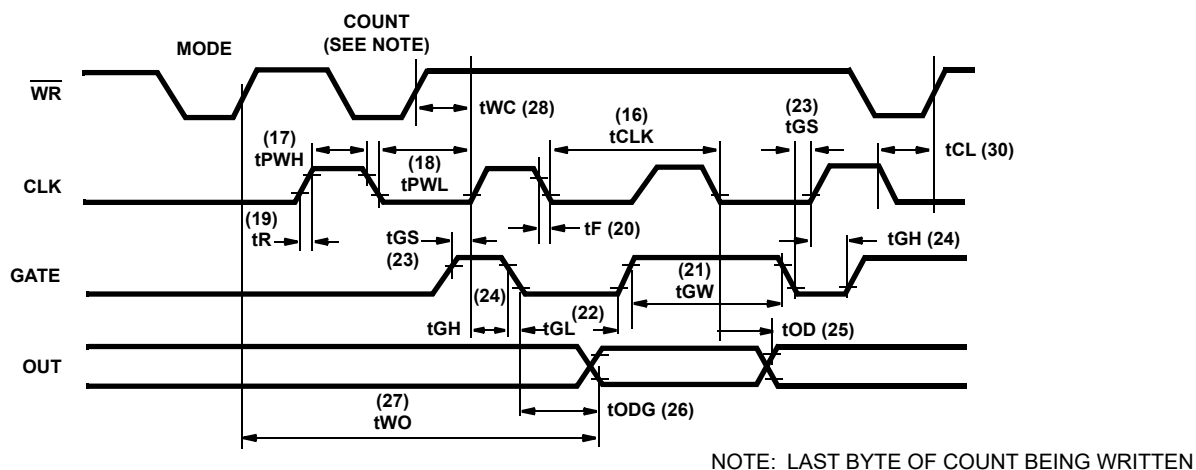 COUNT
MODE (SEE NOTE)
WR
tWC (28)
(16)
tCLK
(23)
tGS
(17)
tPWH
(18)
tPWL
tCL (30)
CLK
(19)
tR
tF (20)
tGS
(23)
tGH (24)
GATE
(24)
(21)
tGW
(22)
tGH
tGL
tOD (25)
OUT
(27)
tWO
tODG (26)
NOTE: LAST BYTE OF COUNT BEING WRITTEN